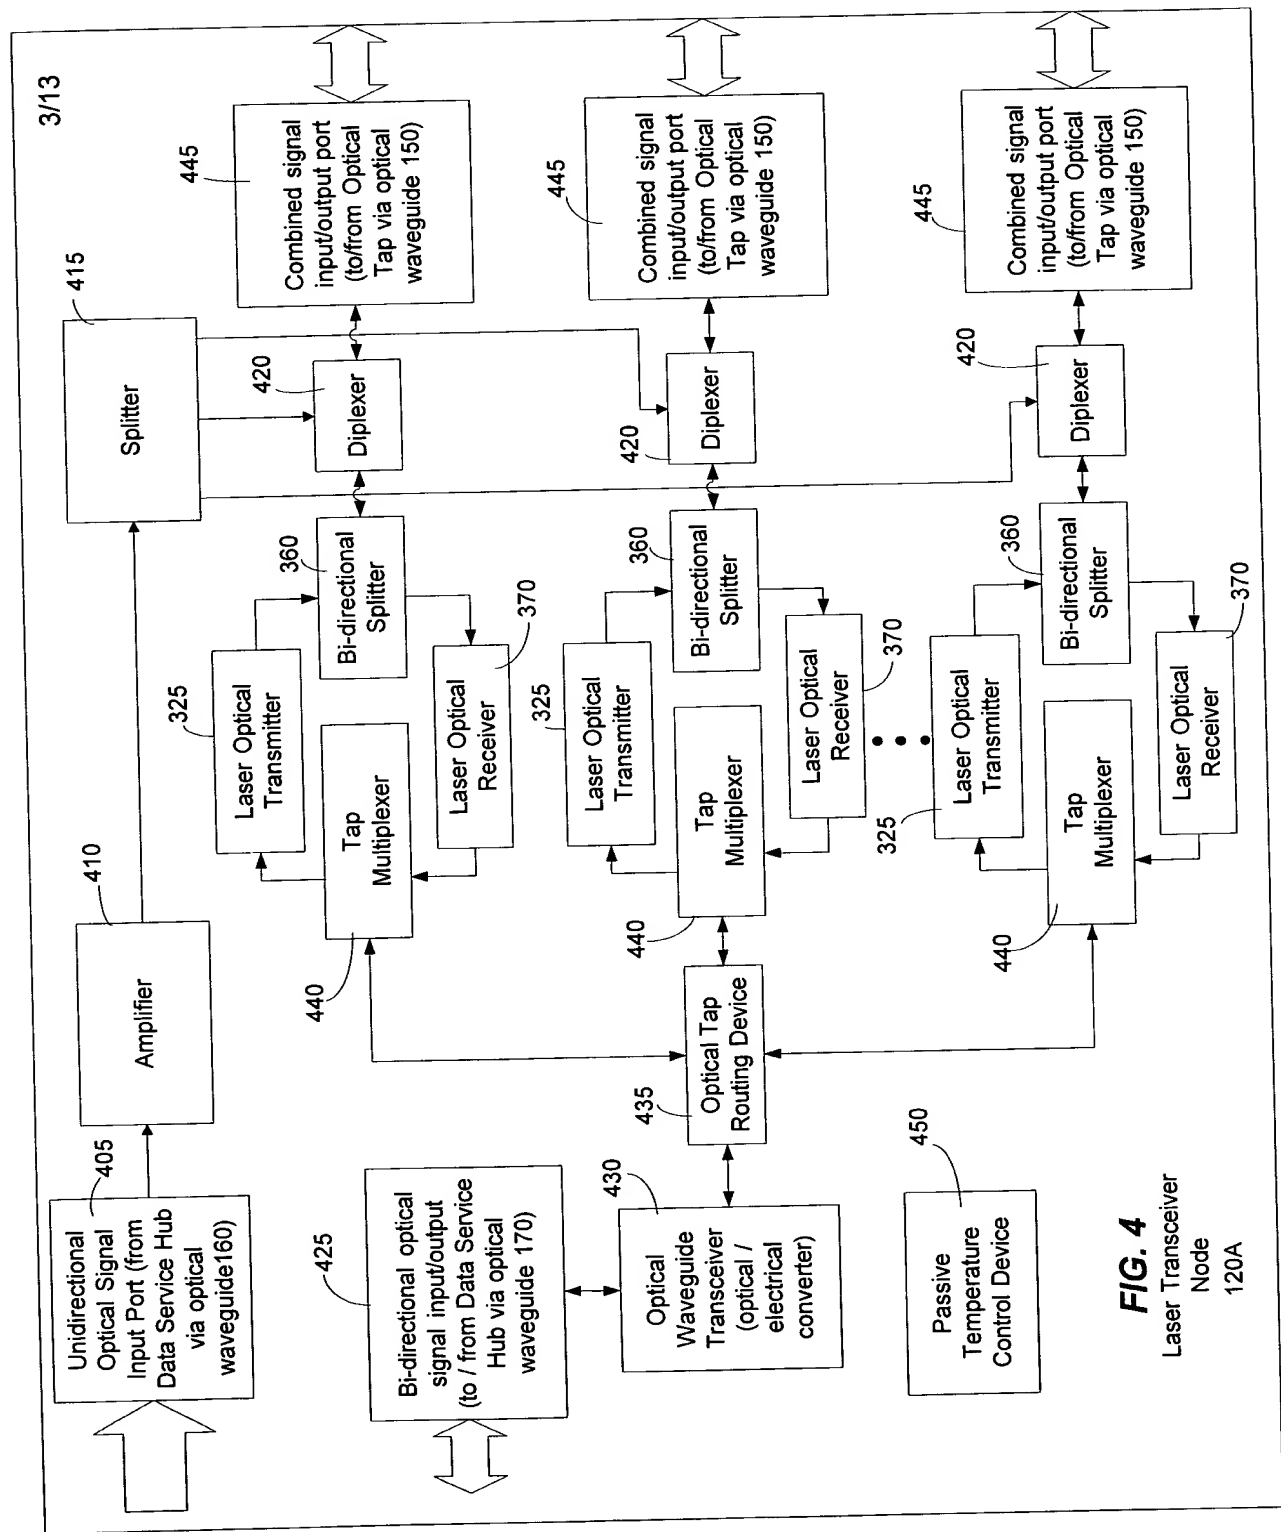 3/13
Unidirectional
Optical Signal
Input Port (from
Data Service Hub
via optical
waveguide160)
405
Amplifier
410
Splitter
415
Bi-directional optical
signal input/output
(to / from Data Service
Hub via optical
waveguide 170)
425
Optical
Waveguide
Transceiver
(optical /
electrical
converter)
430
Optical Tap
Routing Device
435
Tap
Multiplexer
440
Laser Optical
Transmitter
325
Laser Optical
Receiver
370
Bi-directional
Splitter
360
Diplexer
420
Combined signal
input/output port
(to/from Optical
Tap via optical
waveguide 150)
445
Tap
Multiplexer
440
Laser Optical
Transmitter
325
Laser Optical
Receiver
370
Bi-directional
Splitter
360
Diplexer
420
Combined signal
input/output port
(to/from Optical
Tap via optical
waveguide 150)
445
Tap
Multiplexer
440
Laser Optical
Transmitter
325
Laser Optical
Receiver
370
Bi-directional
Splitter
360
Diplexer
420
Combined signal
input/output port
(to/from Optical
Tap via optical
waveguide 150)
445
Passive
Temperature
Control Device
450
FIG. 4
Laser Transceiver
Node
120A